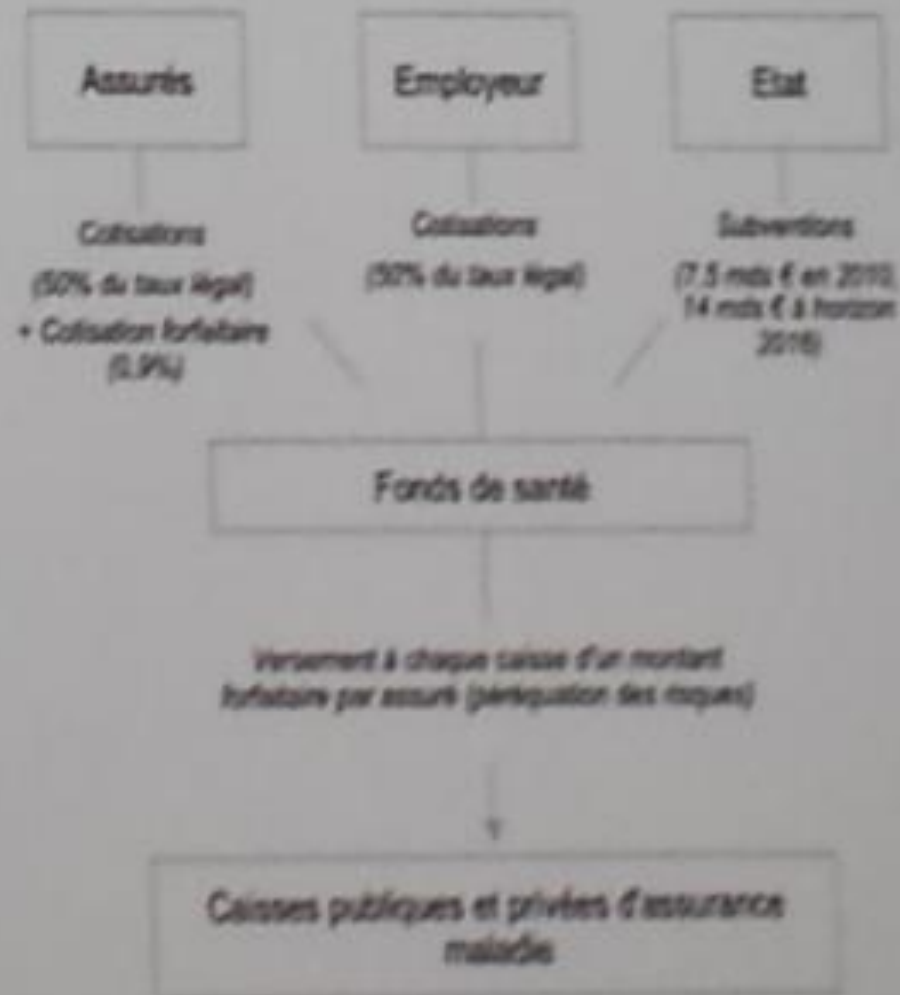 Assurés
Employeur
Etat
Cotisations
(50% du taux légal)
+ Cotisation forfaitaire
(0,9%)
Cotisations
(50% du taux légal)
Subventions
(7,5 mds € en 2010,
14 mds € à horizon
2016)
Fonds de santé
Versement à chaque caisse d'un montant
forfaitaire par assuré (péréquation des risques)
Caisses publiques et privées d'assurance
maladie